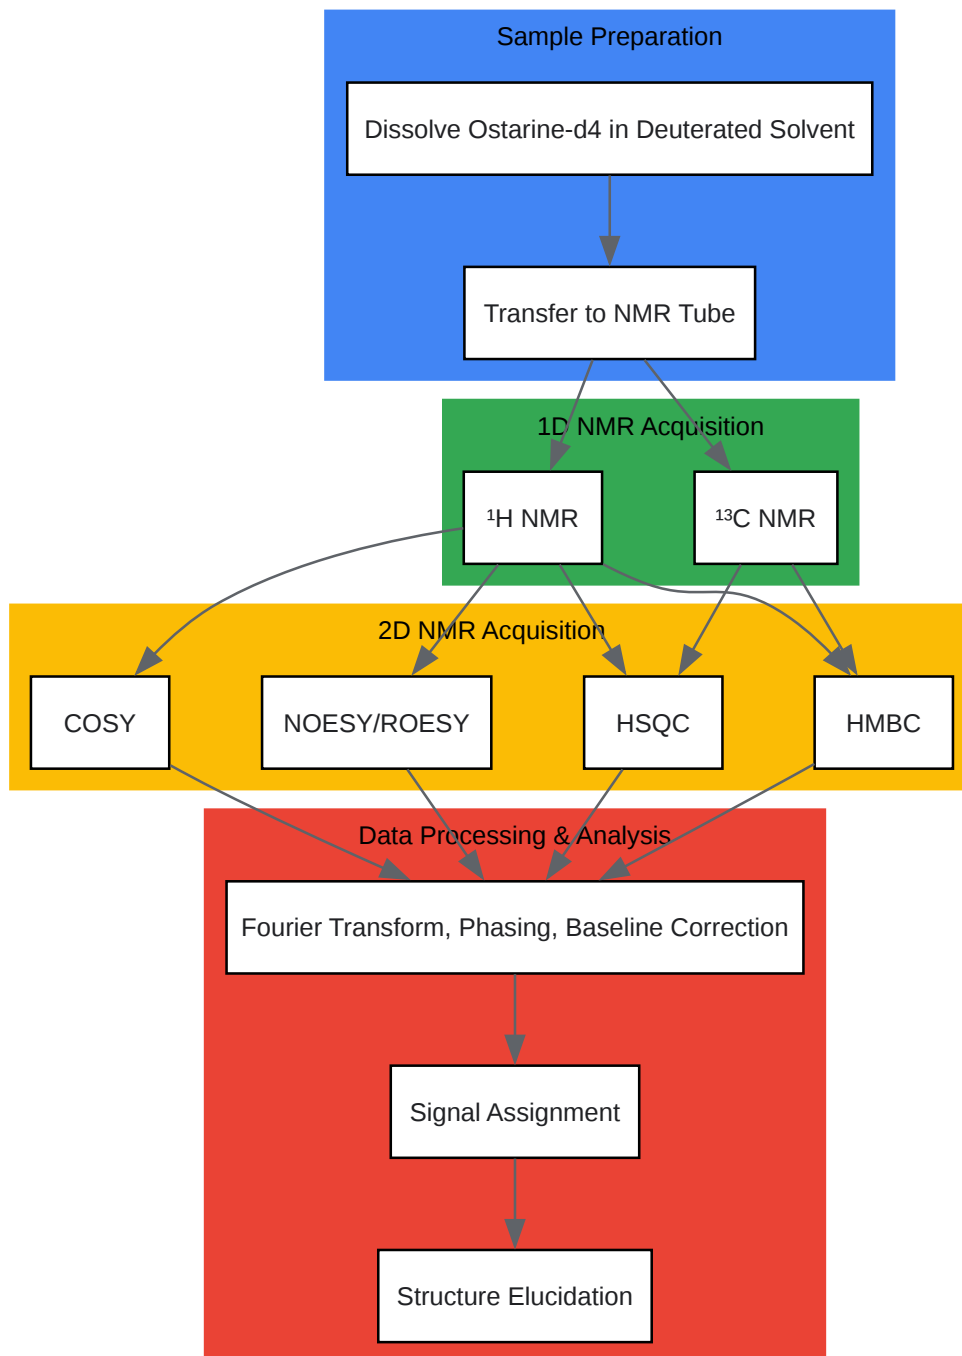 Sample Preparation
Dissolve Ostarine-d4 in Deuterated Solvent
Transfer to NMR Tube
1D NMR Acquisition
¹H NMR
¹³C NMR
2D NMR Acquisition
COSY
NOESY/ROESY
HSQC
HMBC
Data Processing & Analysis
Fourier Transform, Phasing, Baseline Correction
Signal Assignment
Structure Elucidation